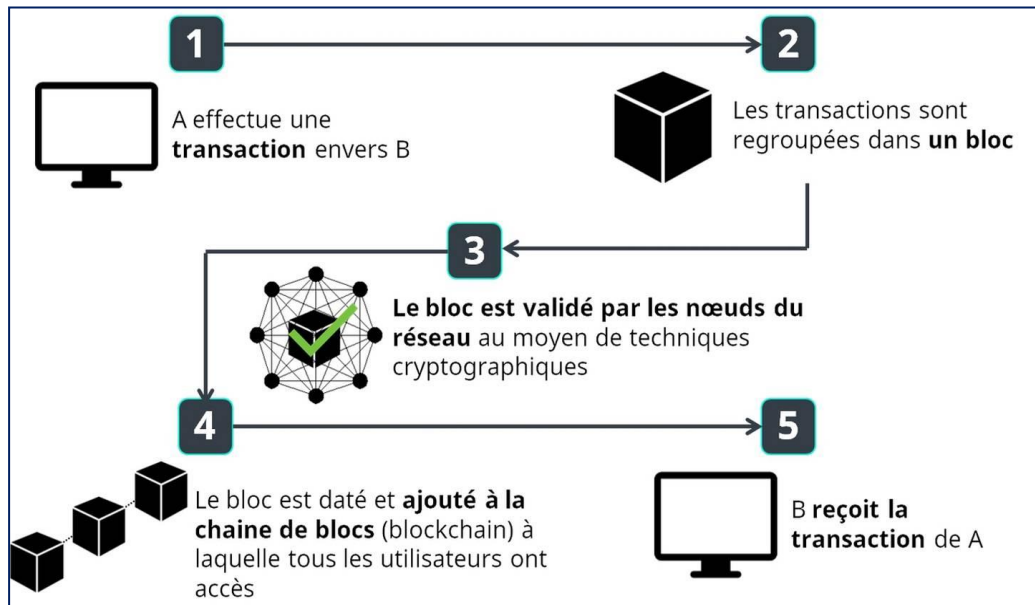 1
A effectue une
transaction envers B
2
Les transactions sont
regroupées dans un bloc
3
Le bloc est validé par les nœuds du
réseau au moyen de techniques
cryptographiques
4
Le bloc est daté et ajouté à la
chaine de blocs (blockchain) à
laquelle tous les utilisateurs ont
accès
5
B reçoit la
transaction de A